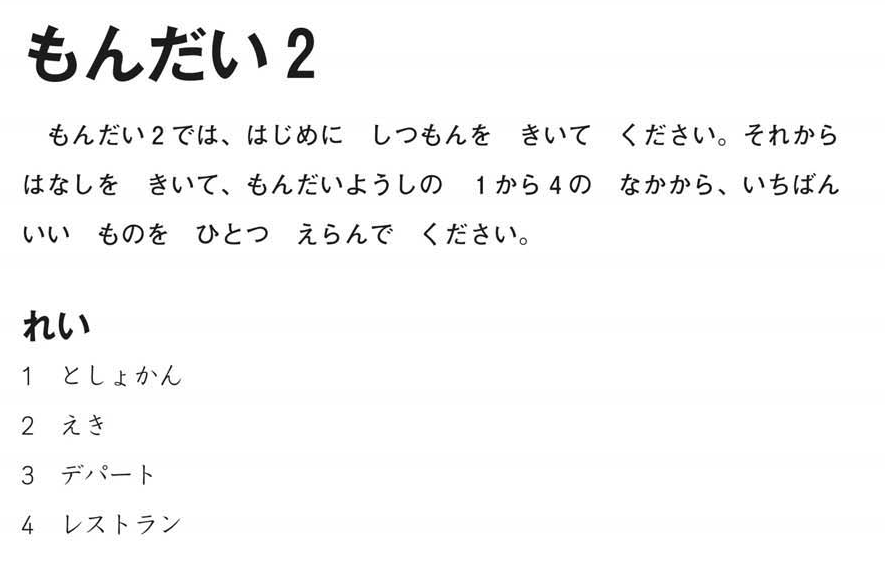 もんだい2
もんだい2では、はじめに　しつもんを　きいて　ください。それから
はなしを　きいて、もんだいようしの　1から4の　なかから、いちばん
いい　ものを　ひとつ　えらんで　ください。
れい
1　としょかん
2　えき
3　デパート
4　レストラン